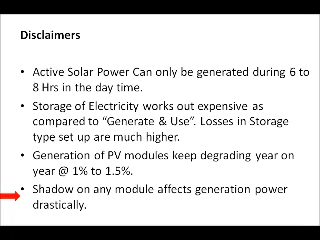 Disclaimers
• Active Solar Power Can only be generated during 6 to
8 Hrs in the day time.
• Storage of Electricity works out expensive as
compared to “Generate & Use”. Losses in Storage
type set up are much higher.
• Generation of PV modules keep degrading year on
year @ 1% to 1.5%.
• Shadow on any module affects generation power
drastically.